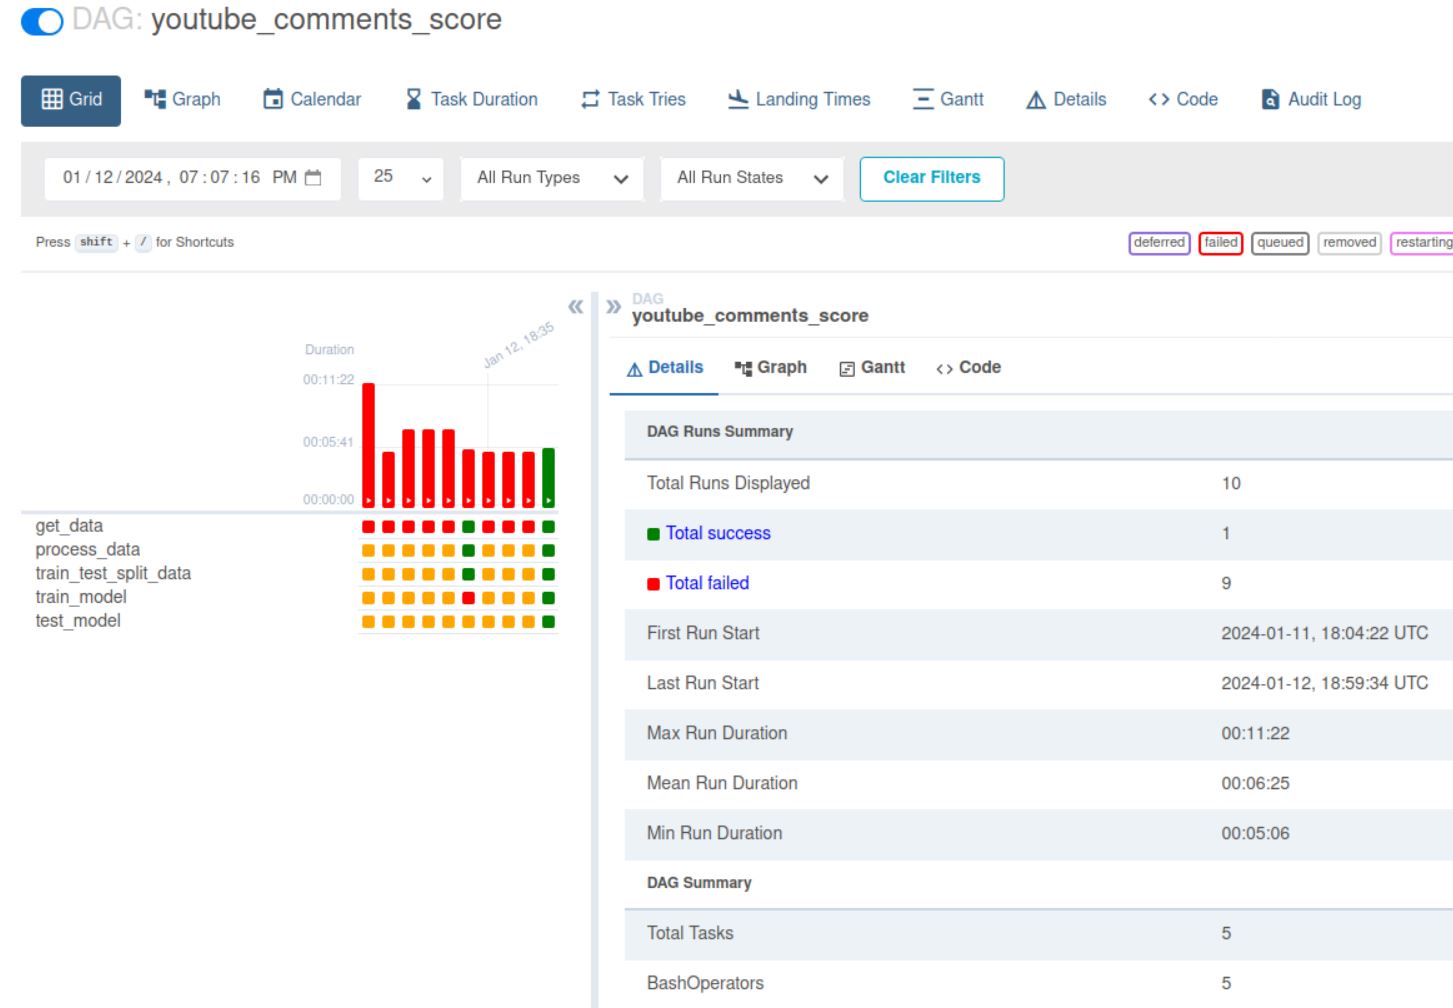 DAG: youtube_comments_score
Grid Graph Calendar Task Duration Task Tries Landing Times Gantt Details <> Code Audit Log
01 / 12 / 2024 , 07 : 07 : 16 PM 25 All Run Types All Run States Clear Filters
Press shift + / for Shortcuts deferred failed queued removed restarting
« » DAG
youtube_comments_score
Jan 12, 18:35
Duration
Details Graph Gantt <> Code
00:11:22
DAG Runs Summary
00:05:41
Total Runs Displayed 10
00:00:00
get_data
Total success 1
process_data
train_test_split_data
Total failed 9
train_model
test_model
First Run Start 2024-01-11, 18:04:22 UTC
Last Run Start 2024-01-12, 18:59:34 UTC
Max Run Duration 00:11:22
Mean Run Duration 00:06:25
Min Run Duration 00:05:06
DAG Summary
Total Tasks 5
BashOperators 5